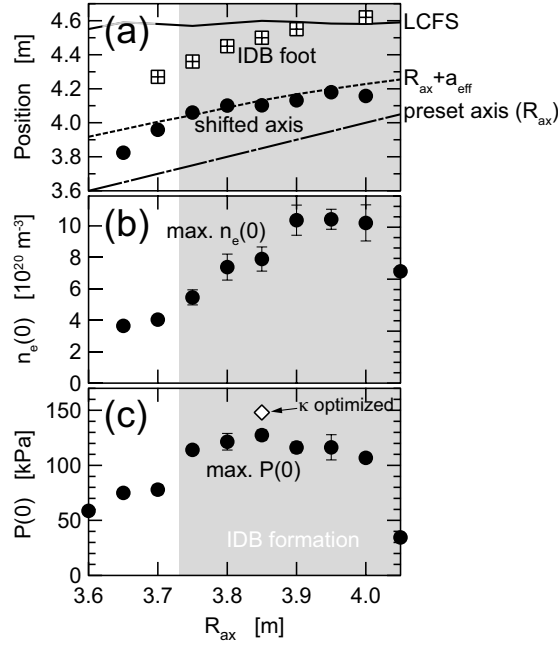 (a)
Position [m]
4.6
4.4
4.2
4.0
3.8
3.6
LCFS
IDB foot
R_ax+a_eff
shifted axis
preset axis (R_ax)
(b)
n_e(0) [10^20 m^-3]
10
8
6
4
2
0
max. n_e(0)
(c)
P(0) [kPa]
150
100
50
0
κ optimized
max. P(0)
IDB formation
3.6 3.7 3.8 3.9 4.0
R_ax [m]